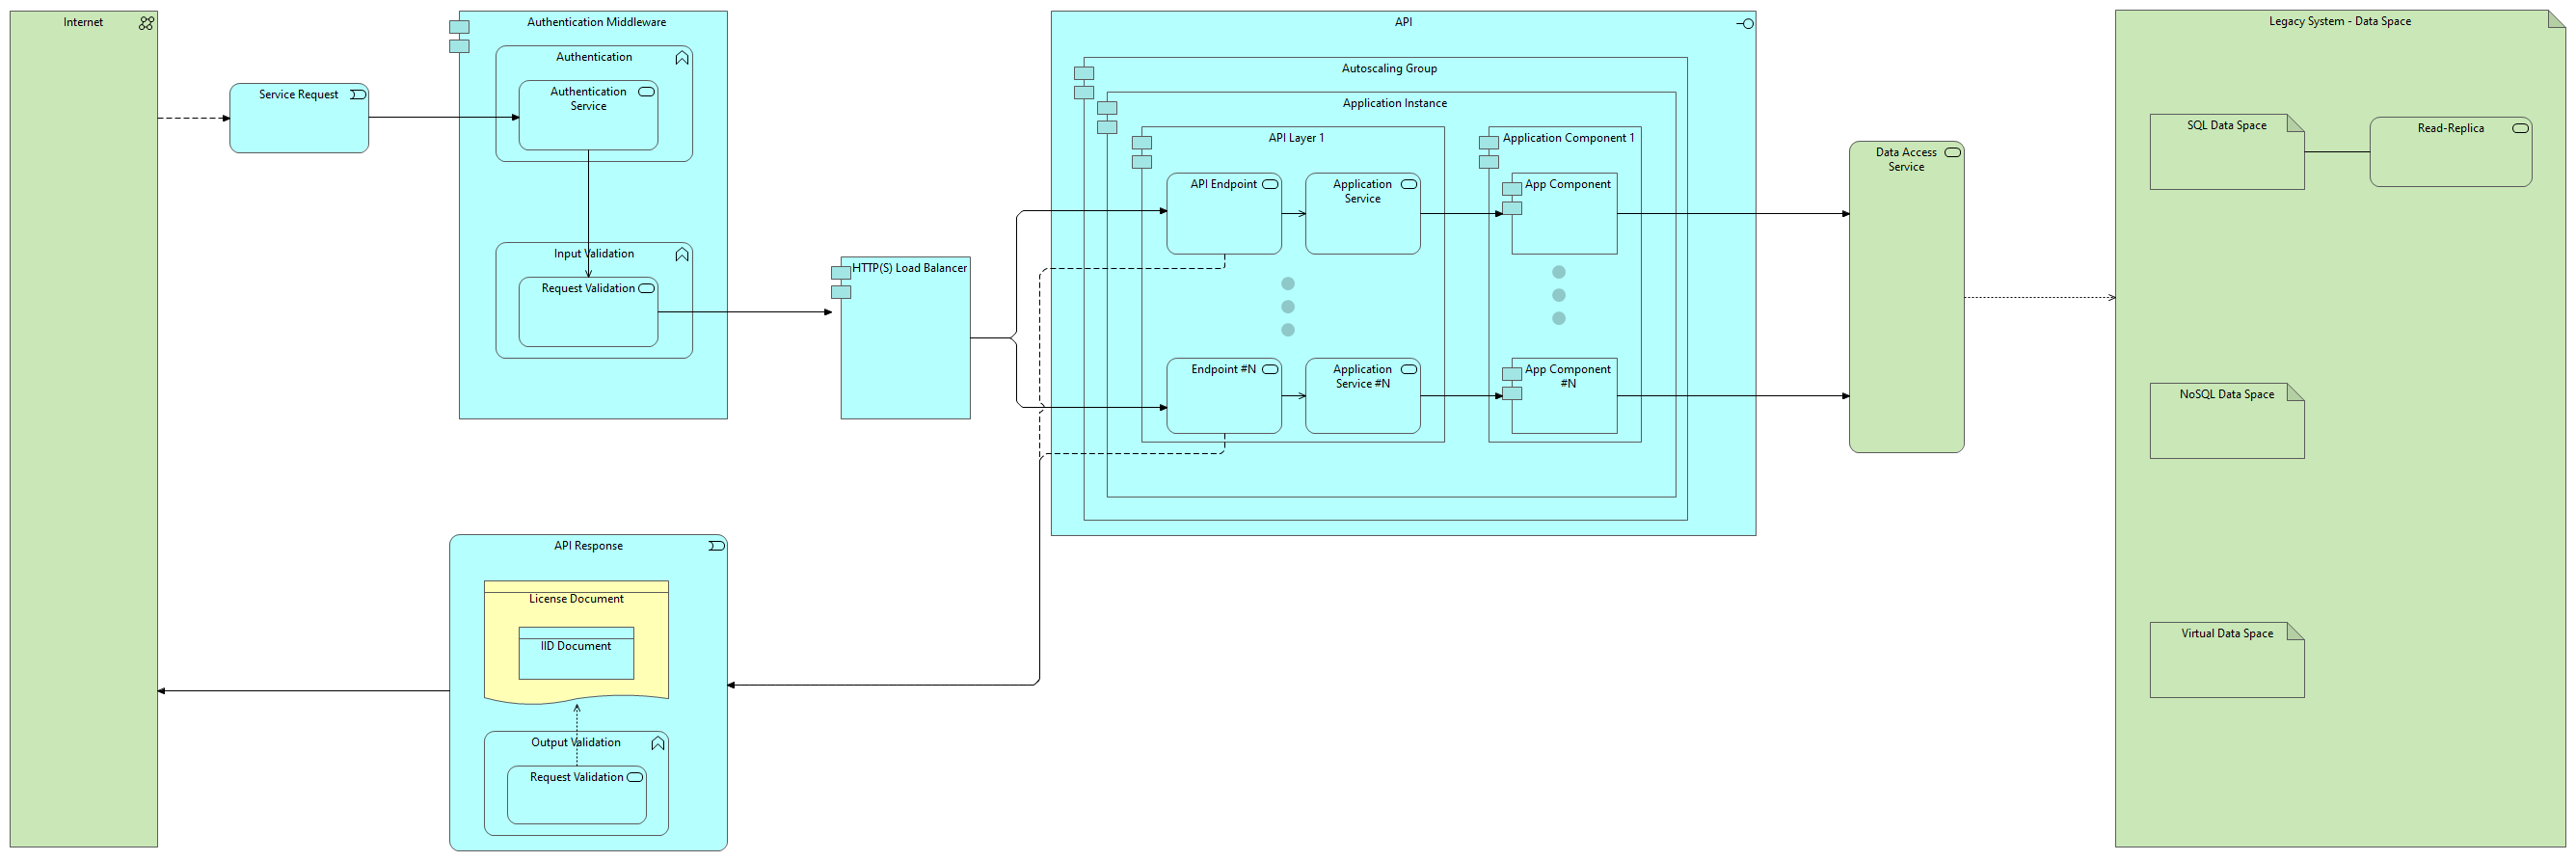 Internet
Service Request
Authentication Middleware
Authentication
Authentication
Service
Input Validation
Request Validation
HTTP(S) Load Balancer
API
Autoscaling Group
Application Instance
API Layer 1
API Endpoint
Application
Service
Endpoint #N
Application
Service #N
Application Component 1
App Component
App Component
#N
Data Access
Service
Legacy System - Data Space
SQL Data Space
Read-Replica
NoSQL Data Space
Virtual Data Space
API Response
License Document
IID Document
Output Validation
Request Validation